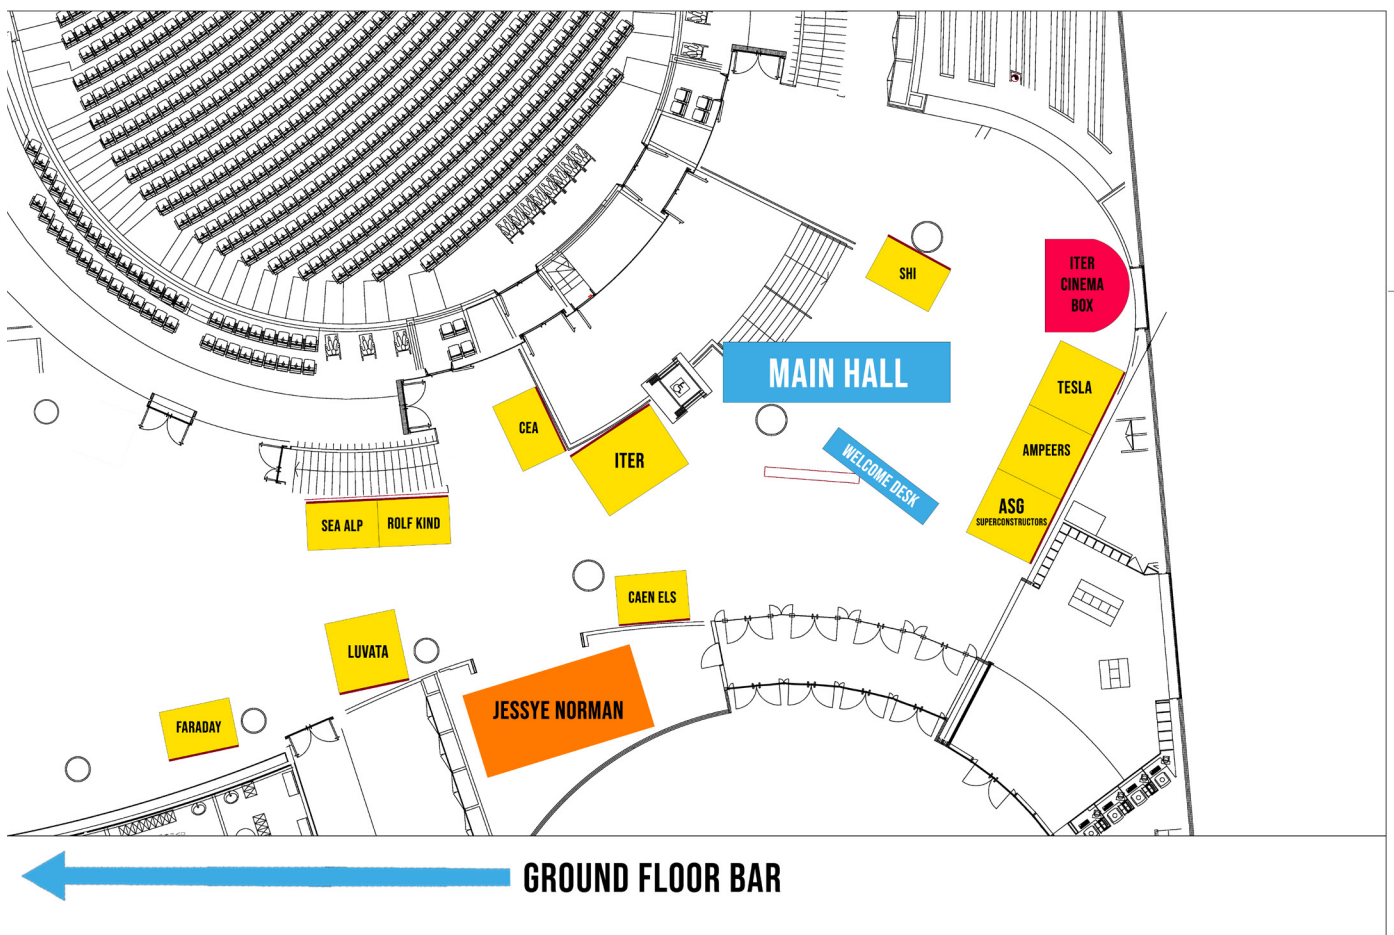 SHI
ITER
CINEMA
BOX
MAIN HALL
TESLA
CEA
ITER
AMPEERS
WELCOME DESK
ASG
SUPERCONSTRUCTORS
SEA ALP
ROLF KIND
CAEN ELS
LUVATA
JESSYE NORMAN
FARADAY
GROUND FLOOR BAR